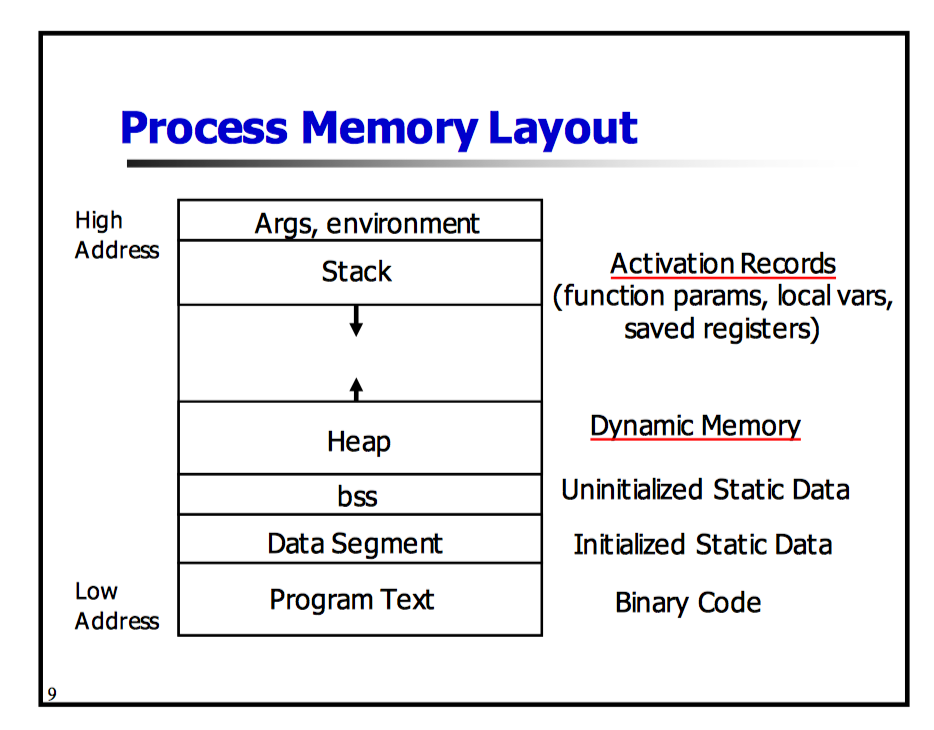 Process Memory Layout
High
Address
Args, environment
Stack
Activation Records
(function params, local vars,
saved registers)
Heap
Dynamic Memory
bss
Uninitialized Static Data
Data Segment
Initialized Static Data
Low
Address
Program Text
Binary Code
9